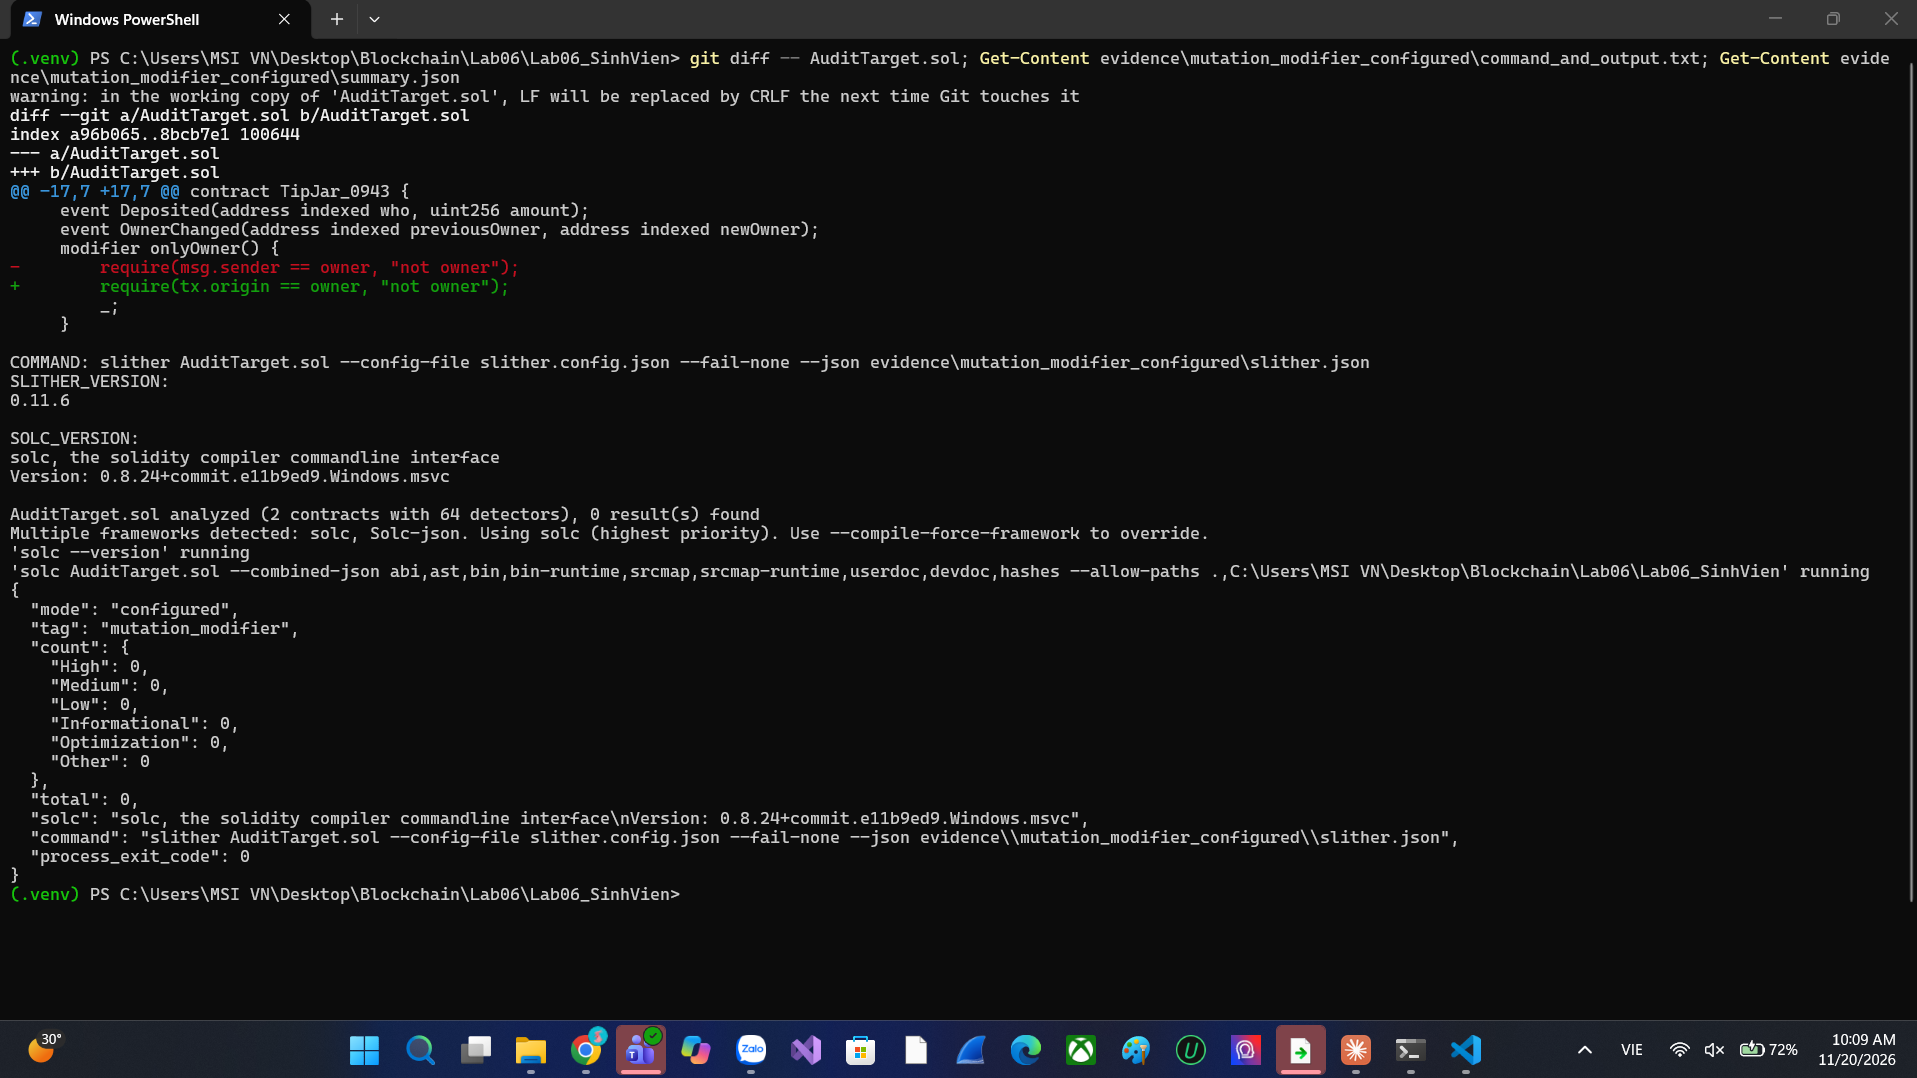 Windows PowerShell
(.venv) PS C:\Users\MSI VN\Desktop\Blockchain\Lab06\Lab06_SinhVien> git diff -- AuditTarget.sol; Get-Content evidence\mutation_modifier_configured\command_and_output.txt; Get-Content evide
nce\mutation_modifier_configured\summary.json
warning: in the working copy of 'AuditTarget.sol', LF will be replaced by CRLF the next time Git touches it
diff --git a/AuditTarget.sol b/AuditTarget.sol
index a96b065..8bcb7e1 100644
--- a/AuditTarget.sol
+++ b/AuditTarget.sol
@@ -17,7 +17,7 @@ contract TipJar_0943 {
     event Deposited(address indexed who, uint256 amount);
     event OwnerChanged(address indexed previousOwner, address indexed newOwner);
     modifier onlyOwner() {
-        require(msg.sender == owner, "not owner");
+        require(tx.origin == owner, "not owner");
         _;
     }
COMMAND: slither AuditTarget.sol --config-file slither.config.json --fail-none --json evidence\mutation_modifier_configured\slither.json
SLITHER_VERSION:
0.11.6
SOLC_VERSION:
solc, the solidity compiler commandline interface
Version: 0.8.24+commit.e11b9ed9.Windows.msvc
AuditTarget.sol analyzed (2 contracts with 64 detectors), 0 result(s) found
Multiple frameworks detected: solc, Solc-json. Using solc (highest priority). Use --compile-force-framework to override.
'solc --version' running
'solc AuditTarget.sol --combined-json abi,ast,bin,bin-runtime,srcmap,srcmap-runtime,userdoc,devdoc,hashes --allow-paths .,C:\Users\MSI VN\Desktop\Blockchain\Lab06\Lab06_SinhVien' running
{
  "mode": "configured",
  "tag": "mutation_modifier",
  "count": {
    "High": 0,
    "Medium": 0,
    "Low": 0,
    "Informational": 0,
    "Optimization": 0,
    "Other": 0
  },
  "total": 0,
  "solc": "solc, the solidity compiler commandline interface\nVersion: 0.8.24+commit.e11b9ed9.Windows.msvc",
  "command": "slither AuditTarget.sol --config-file slither.config.json --fail-none --json evidence\\mutation_modifier_configured\\slither.json",
  "process_exit_code": 0
}
(.venv) PS C:\Users\MSI VN\Desktop\Blockchain\Lab06\Lab06_SinhVien>
30°
Zalo
VIE
72%
10:09 AM
11/20/2026